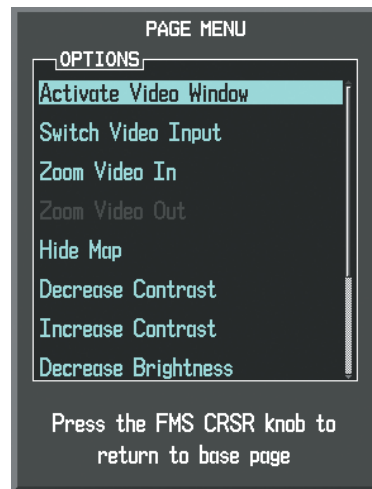 PAGE MENU
OPTIONS
Activate Video Window
Switch Video Input
Zoom Video In
Zoom Video Out
Hide Map
Decrease Contrast
Increase Contrast
Decrease Brightness
Press the FMS CRSR knob to
return to base page